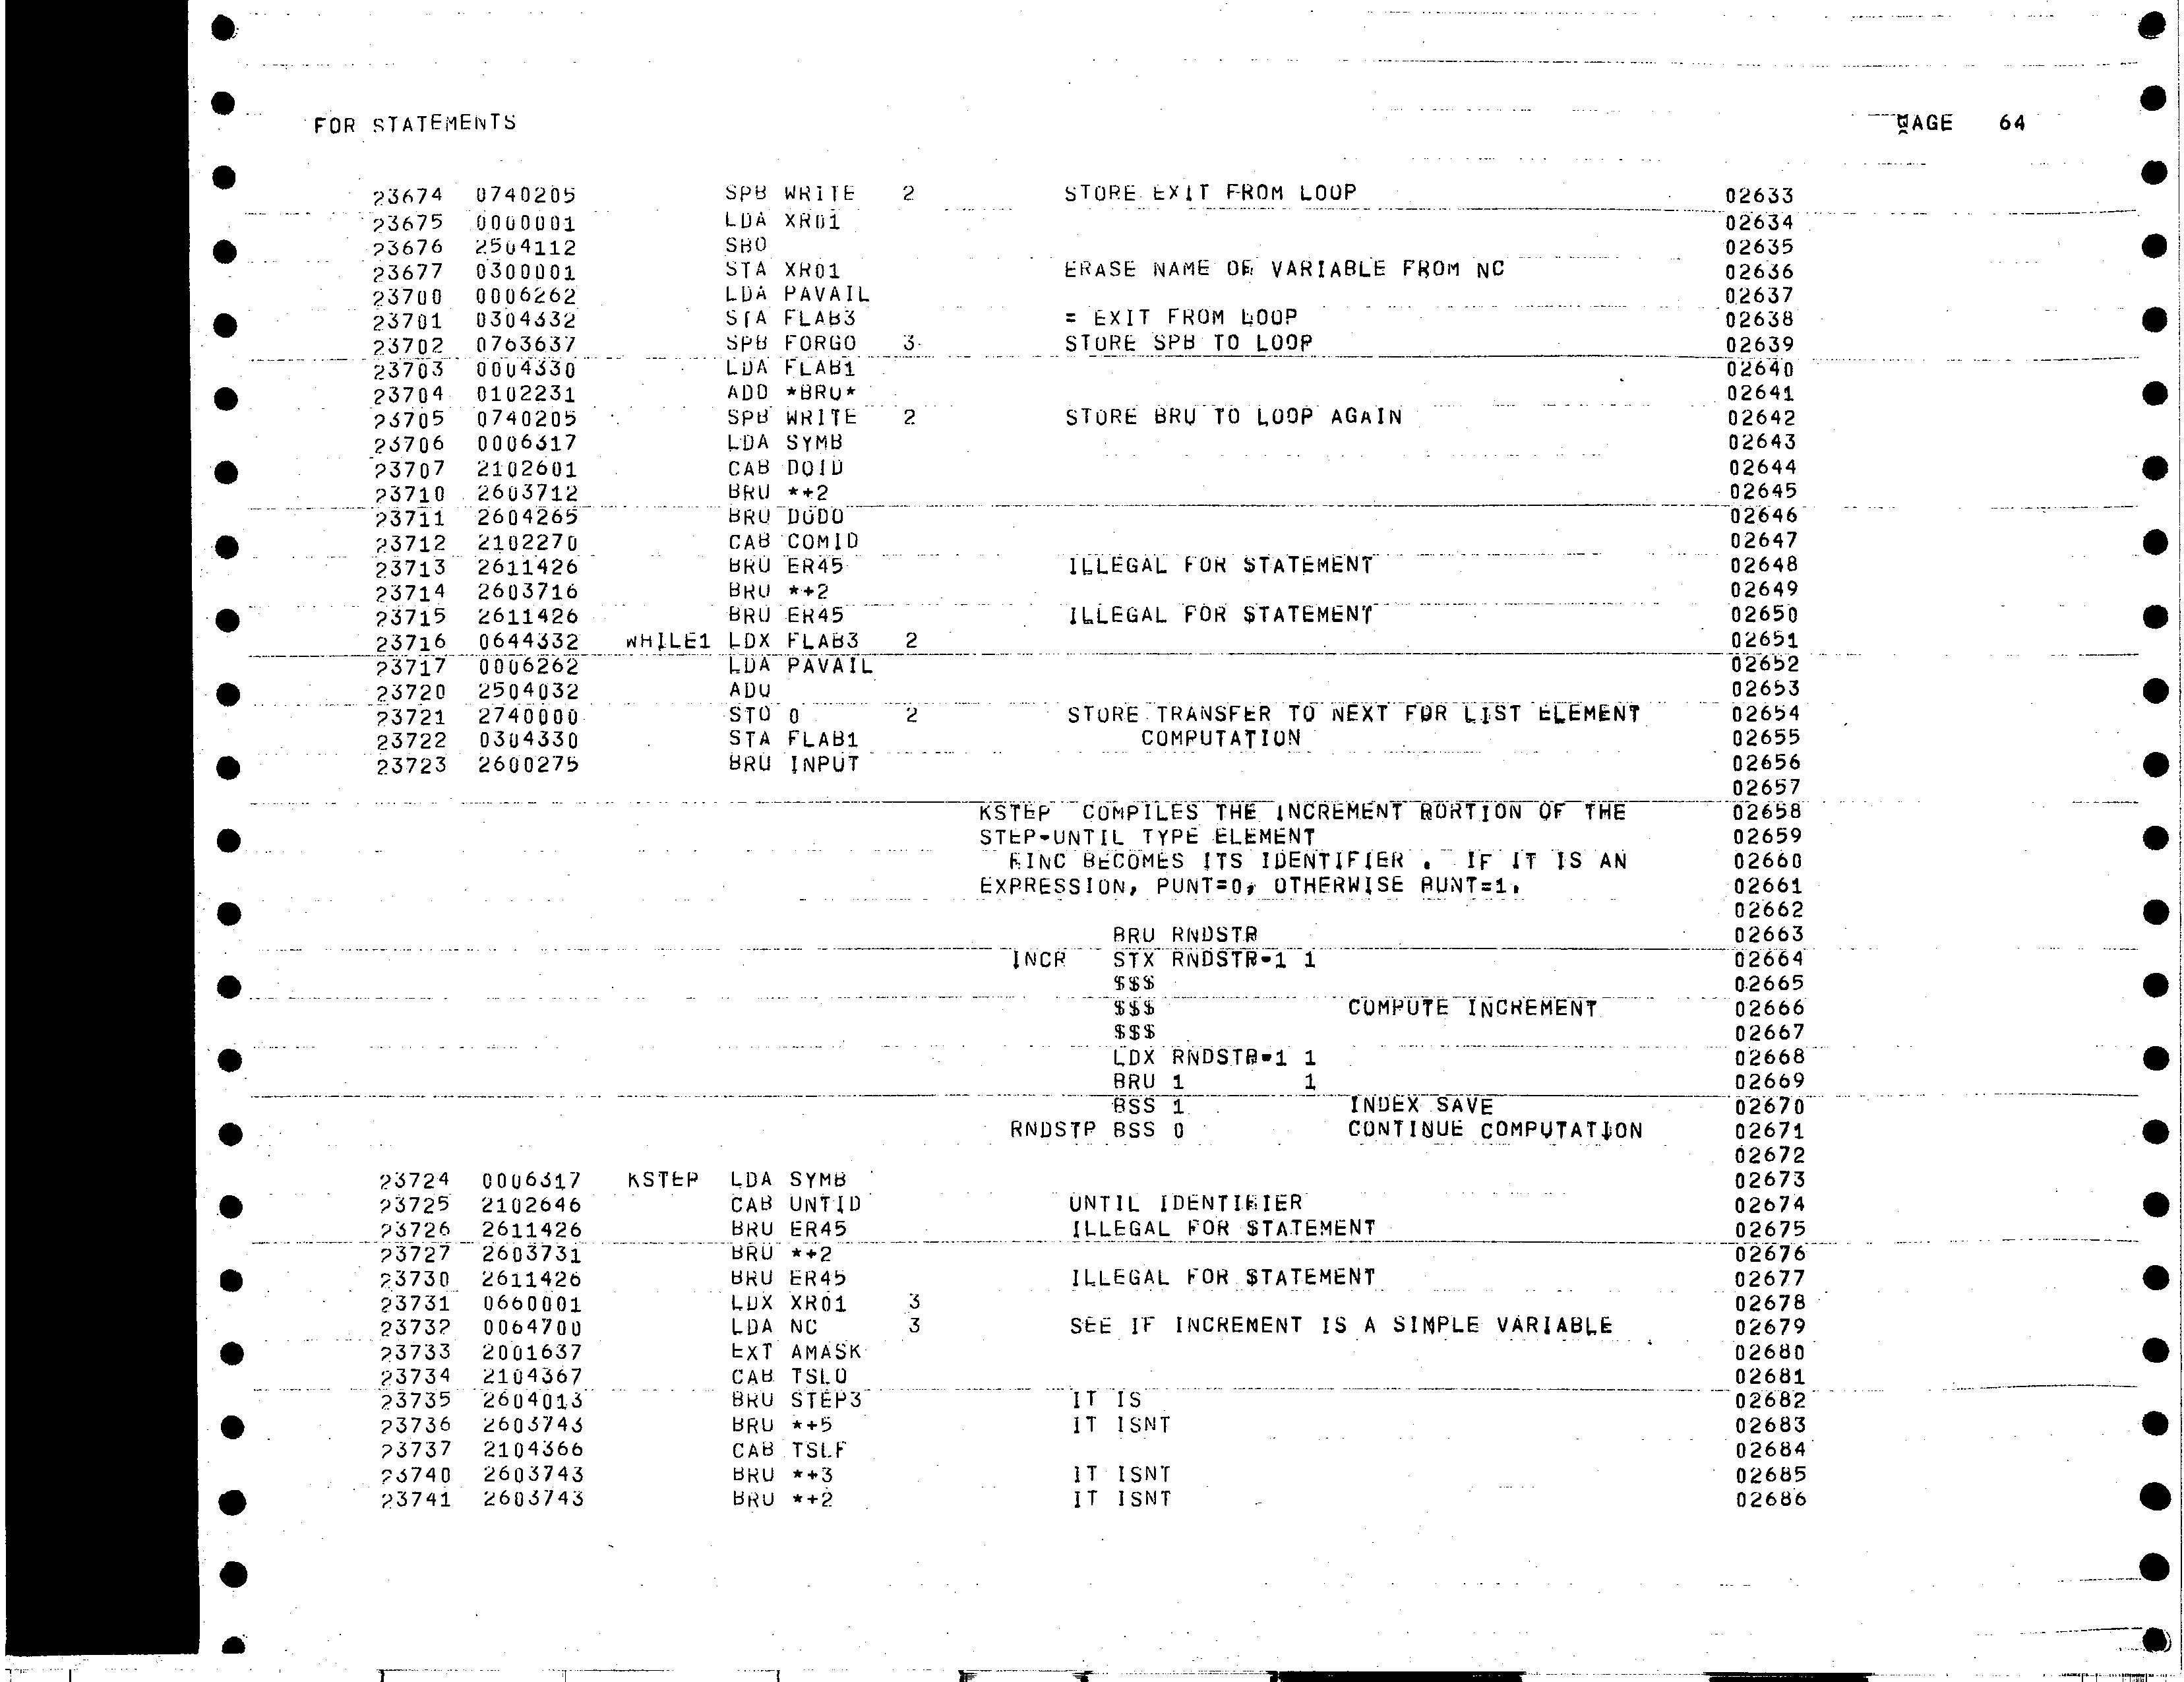 FOR STATEMENTS PAGE 64
23674 0740205 SPB WRITE 2 STORE EXIT FROM LOOP 02633
23675 0000001 LDA XR01 02634
23676 2504112 SBO 02635
23677 0300001 STA XR01 ERASE NAME OF VARIABLE FROM NC 02636
23700 0006262 LDA PAVAIL 02637
23701 0304332 STA FLAB3 = EXIT FROM LOOP 02638
23702 0763637 SPB FORGO 3 STORE SPB TO LOOP 02639
23703 0004330 LDA FLAB1 02640
23704 0102231 ADD *BRU* 02641
23705 0740205 SPB WRITE 2 STORE BRU TO LOOP AGAIN 02642
23706 0006317 LDA SYMB 02643
23707 2102601 CAB DOID 02644
23710 2603712 BRU *+2 02645
23711 2604265 BRU DODO 02646
23712 2102270 CAB COMID 02647
23713 2611426 BRU ER45 ILLEGAL FOR STATEMENT 02648
23714 2603716 BRU *+2 02649
23715 2611426 BRU ER45 ILLEGAL FOR STATEMENT 02650
23716 0644332 WHILE1 LDX FLAB3 2 02651
23717 0006262 LDA PAVAIL 02652
23720 2504032 ADO 02653
23721 2740000 STO 0 2 STORE TRANSFER TO NEXT FOR LIST ELEMENT 02654
23722 0304330 STA FLAB1 COMPUTATION 02655
23723 2600275 BRU INPUT 02656
02657
KSTEP COMPILES THE INCREMENT PORTION OF THE 02658
STEP-UNTIL TYPE ELEMENT 02659
FINC BECOMES ITS IDENTIFIER . IF IT IS AN 02660
EXPRESSION, PUNT=0, OTHERWISE PUNT=1. 02661
02662
BRU RNDSTP 02663
INCR STX RNDSTP-1 1 02664
$$$ 02665
$$$ COMPUTE INCREMENT 02666
$$$ 02667
LDX RNDSTP-1 1 02668
BRU 1 1 02669
BSS 1 INDEX SAVE 02670
RNDSTP BSS 0 CONTINUE COMPUTATION 02671
02672
23724 0006317 KSTEP LDA SYMB 02673
23725 2102646 CAB UNTID UNTIL IDENTIFIER 02674
23726 2611426 BRU ER45 ILLEGAL FOR STATEMENT 02675
23727 2603731 BRU *+2 02676
23730 2611426 BRU ER45 ILLEGAL FOR STATEMENT 02677
23731 0660001 LDX XR01 3 02678
23732 0064700 LDA NC 3 SEE IF INCREMENT IS A SIMPLE VARIABLE 02679
23733 2001637 EXT AMASK 02680
23734 2104367 CAB TSLO 02681
23735 2604013 BRU STEP3 IT IS 02682
23736 2603743 BRU *+5 IT ISNT 02683
23737 2104366 CAB TSLF 02684
23740 2603743 BRU *+3 IT ISNT 02685
23741 2603743 BRU *+2 IT ISNT 02686